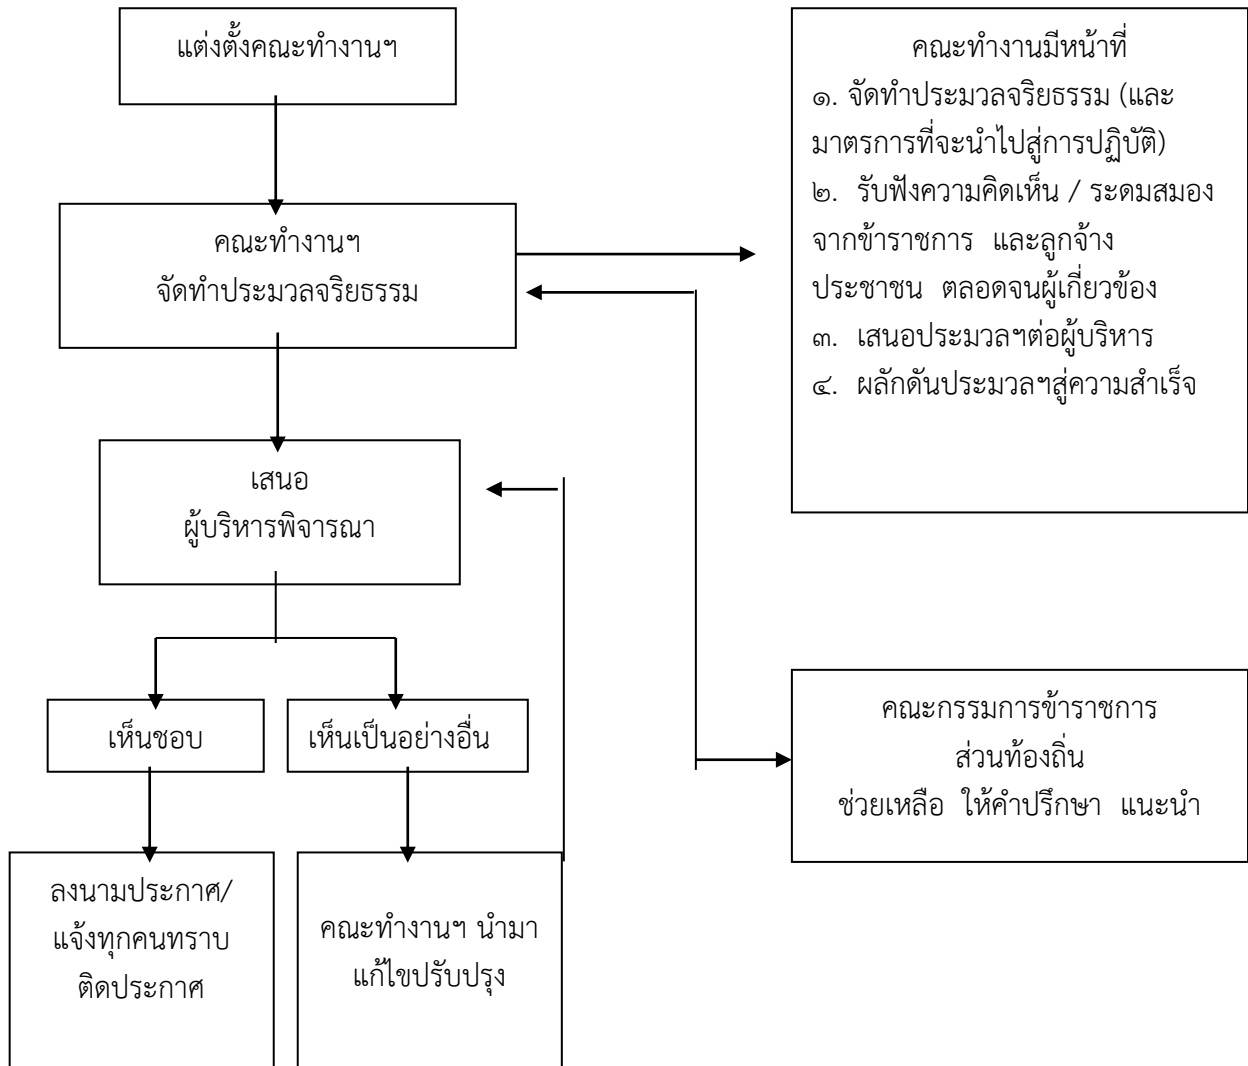 แต่งตั้งคณะทำงานฯ
คณะทำงานฯ
จัดทำประมวลจริยธรรม
คณะทำงานมีหน้าที่
๑. จัดทำประมวลจริยธรรม (และ
มาตรการที่จะนำไปสู่การปฏิบัติ)
๒. รับฟังความคิดเห็น / ระดมสมอง
จากข้าราชการ และลูกจ้าง
ประชาชน ตลอดจนผู้เกี่ยวข้อง
๓. เสนอประมวลฯต่อผู้บริหาร
๔. ผลักดันประมวลฯสู่ความสำเร็จ
เสนอ
ผู้บริหารพิจารณา
เห็นชอบ
เห็นเป็นอย่างอื่น
คณะกรรมการข้าราชการ
ส่วนท้องถิ่น
ช่วยเหลือ ให้คำปรึกษา แนะนำ
ลงนามประกาศ/
แจ้งทุกคนทราบ
ติดประกาศ
คณะทำงานฯ นำมา
แก้ไขปรับปรุง